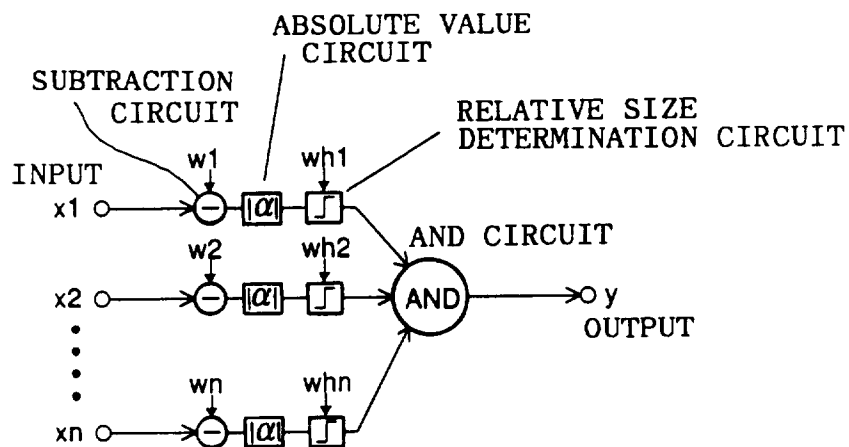 ABSOLUTE VALUE
CIRCUIT
SUBTRACTION
CIRCUIT
RELATIVE SIZE
DETERMINATION CIRCUIT
INPUT
w1
wh1
x1
−
|α|
AND CIRCUIT
w2
wh2
x2
−
|α|
AND
y
OUTPUT
wn
whn
xn
−
|α|